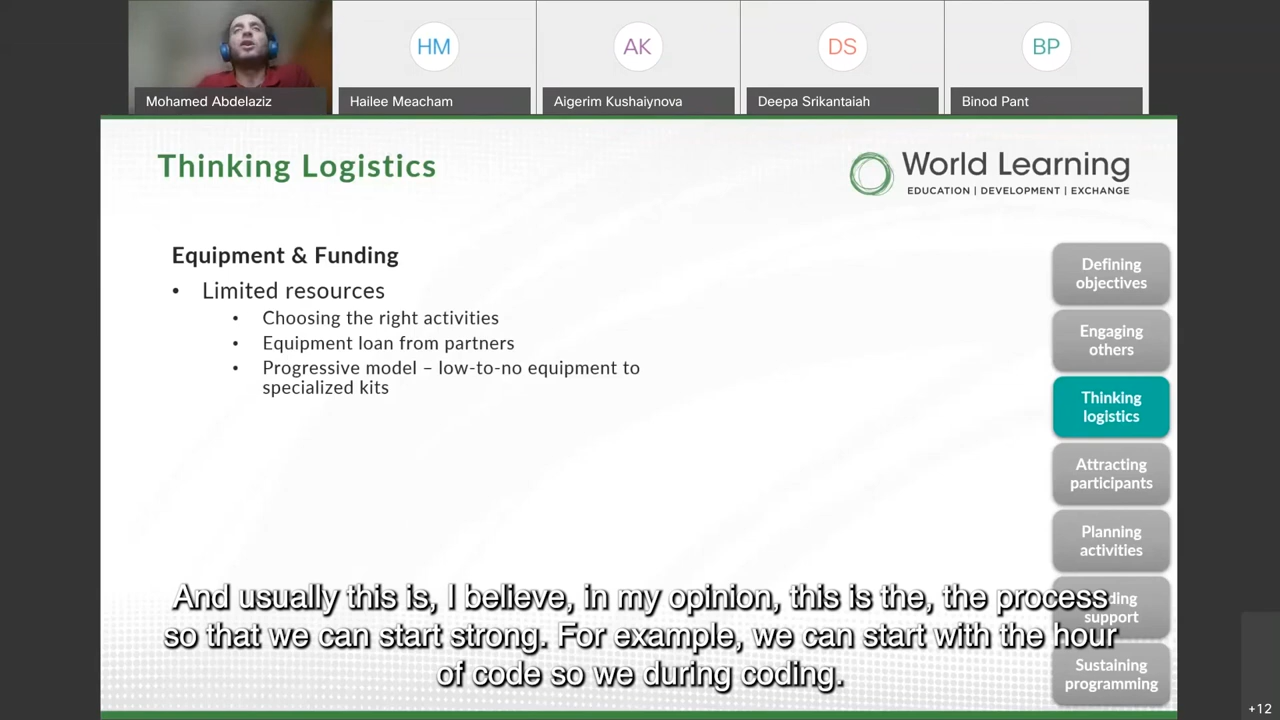 HM
AK
DS
BP
Mohamed Abdelaziz
Hailee Meacham
Aigerim Kushaiynova
Deepa Srikantaiah
Binod Pant
Thinking Logistics
World Learning
EDUCATION | DEVELOPMENT | EXCHANGE
Equipment & Funding
• Limited resources
• Choosing the right activities
• Equipment loan from partners
• Progressive model – low-to-no equipment to
specialized kits
Defining
objectives
Engaging
others
Thinking
logistics
Attracting
participants
Planning
activities
support
Sustaining
programming
And usually this is, I believe, in my opinion, this is the, the process
so that we can start strong. For example, we can start with the hour
of code so we during coding.
+12